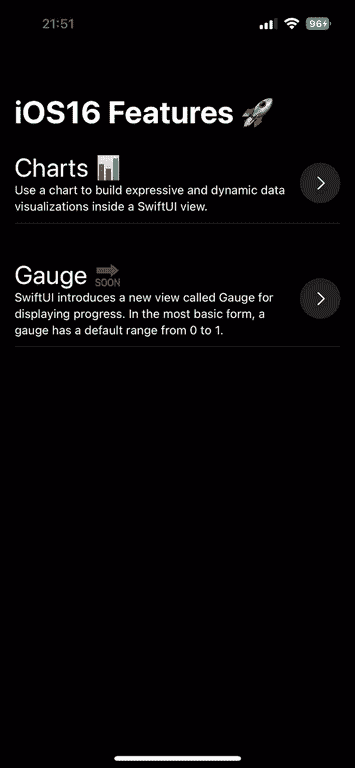 21:51
96
iOS16 Features 🚀
Charts 📊
Use a chart to build expressive and dynamic data
visualizations inside a SwiftUI view.
Gauge 🔜
SwiftUI introduces a new view called Gauge for
displaying progress. In the most basic form, a
gauge has a default range from 0 to 1.